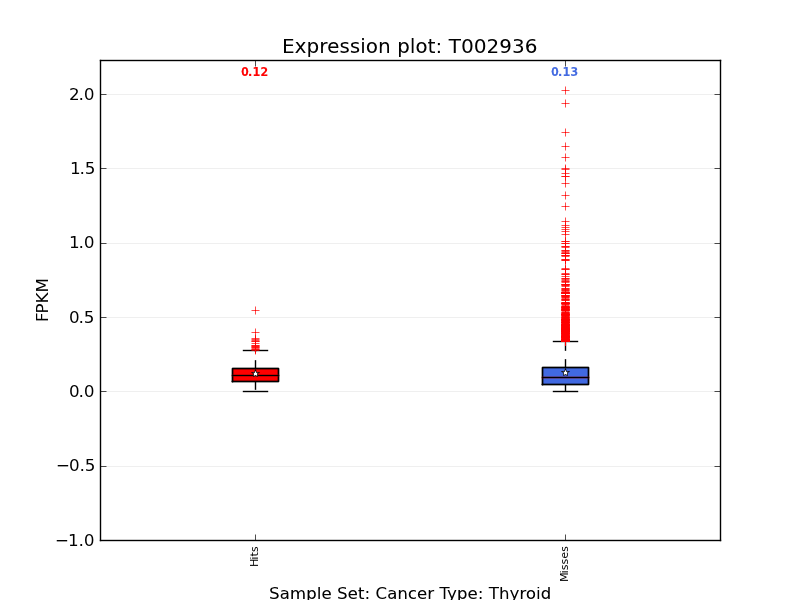 Expression plot: T002936
0.12
0.13
2.0
1.5
1.0
0.5
0.0
−0.5
−1.0
FPKM
Hits
Misses
Sample Set: Cancer Type: Thyroid